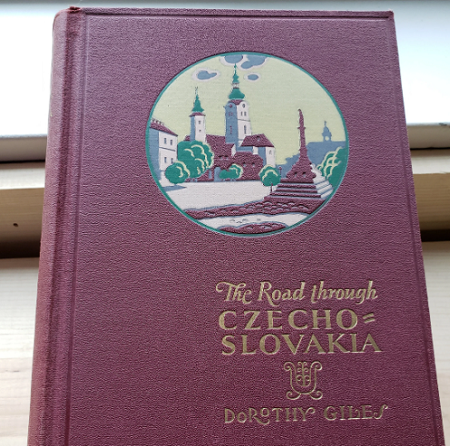 The Road through
CZECHO=
SLOVAKIA
DOROTHY GILES